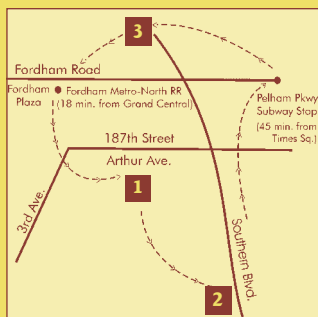 3
Fordham Road
Fordham
Plaza
Fordham Metro-North RR
(18 min. from Grand Central)
Pelham Pkwy
Subway Stop
(45 min. from
Times Sq.)
187th Street
Arthur Ave.
1
3rd Ave.
Southern Blvd.
2